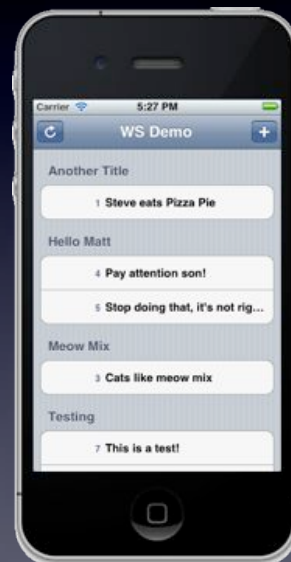 Carrier 5:27 PM
WS Demo +
Another Title
1 Steve eats Pizza Pie
Hello Matt
4 Pay attention son!
5 Stop doing that, it's not rig...
Meow Mix
3 Cats like meow mix
Testing
7 This is a test!